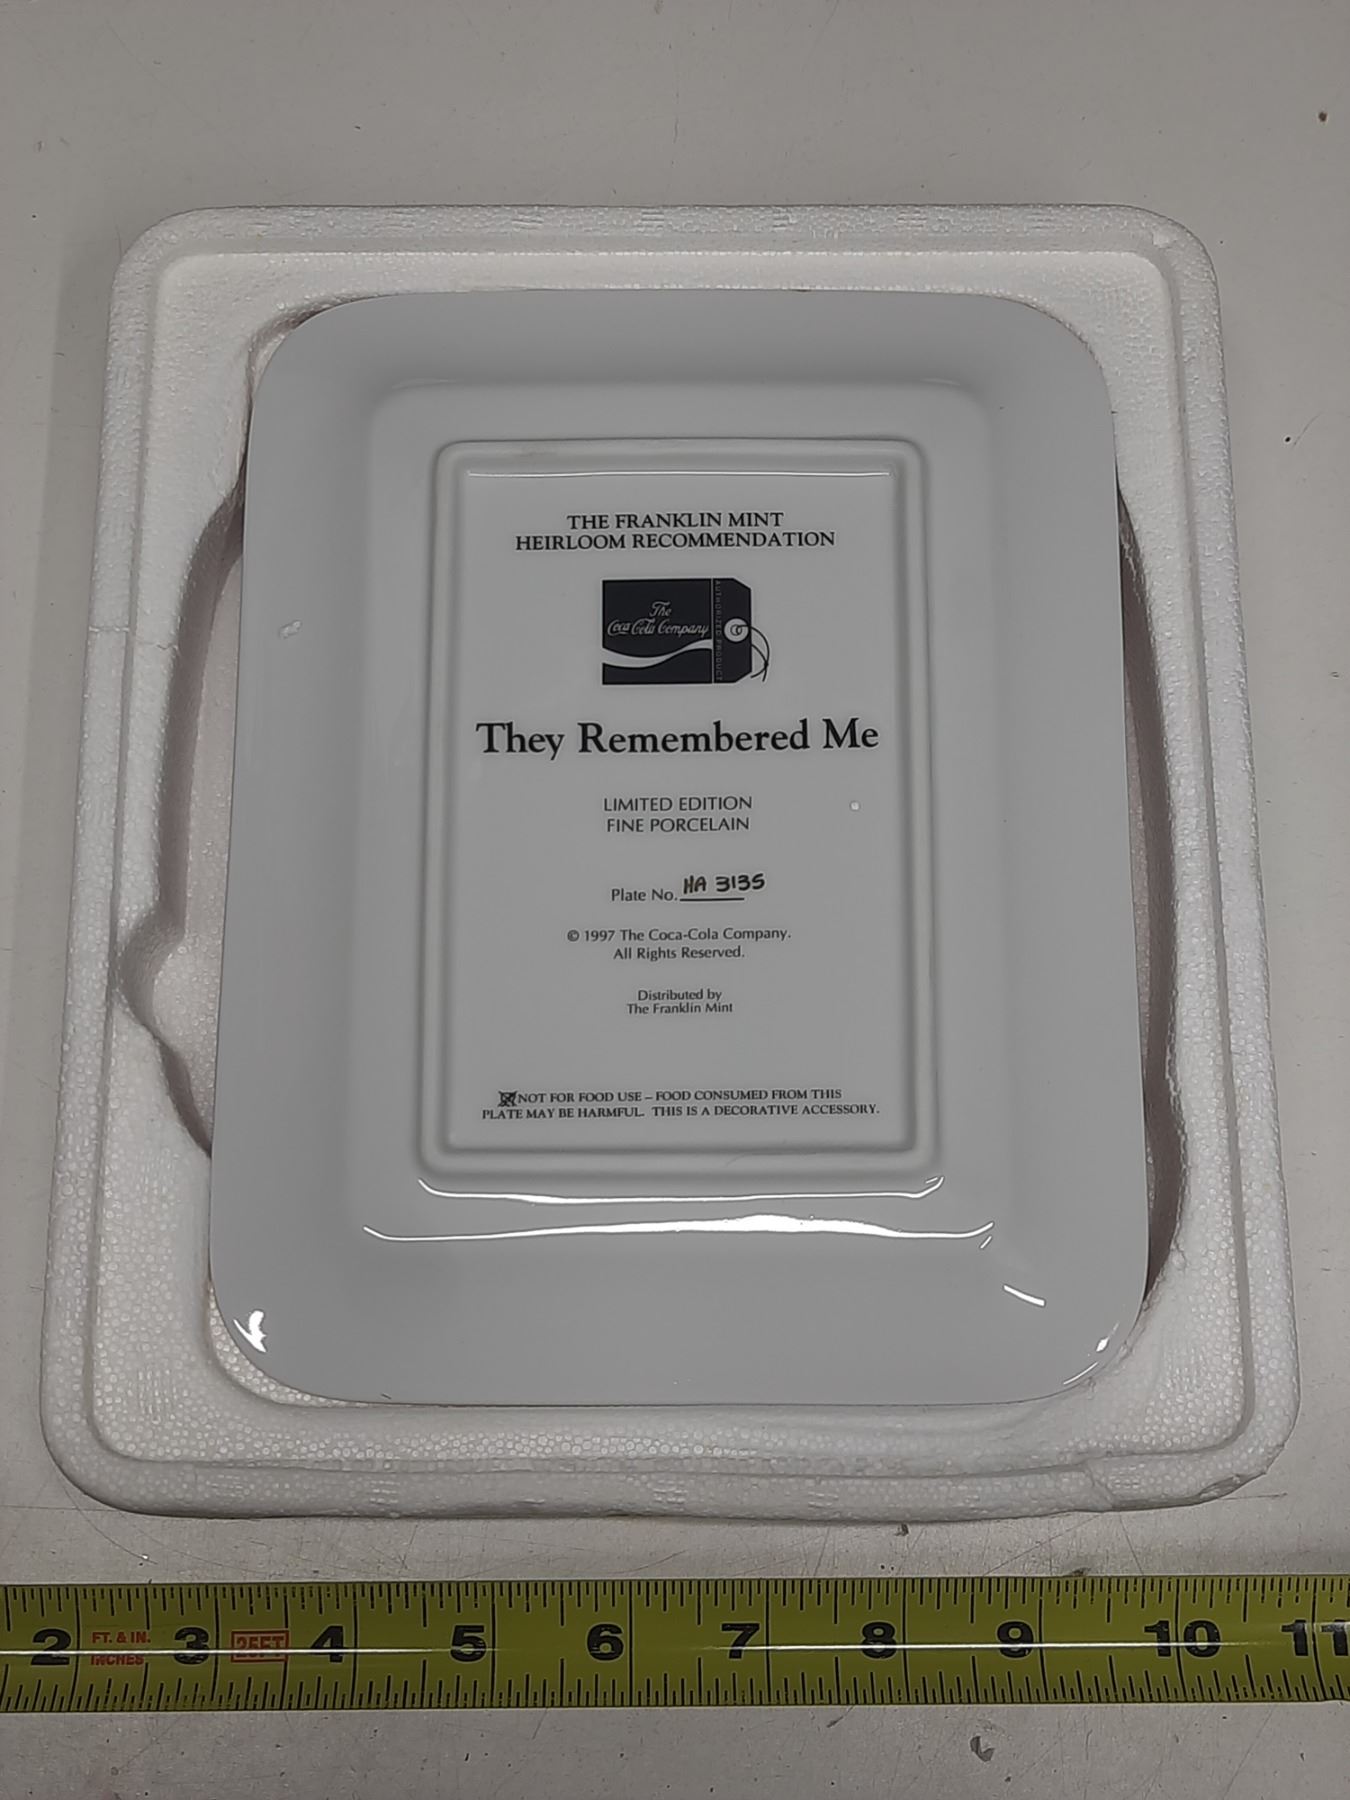 THE FRANKLIN MINT
HEIRLOOM RECOMMENDATION
The
Coca-Cola Company
AUTHORIZED PRODUCT
They Remembered Me
LIMITED EDITION
FINE PORCELAIN
Plate No. HA 3135
© 1997 The Coca-Cola Company.
All Rights Reserved.
Distributed by
The Franklin Mint
NOT FOR FOOD USE – FOOD CONSUMED FROM THIS
PLATE MAY BE HARMFUL. THIS IS A DECORATIVE ACCESSORY.
2 FT. & IN. INCHES 3 25FT 4 5 6 7 8 9 10 11